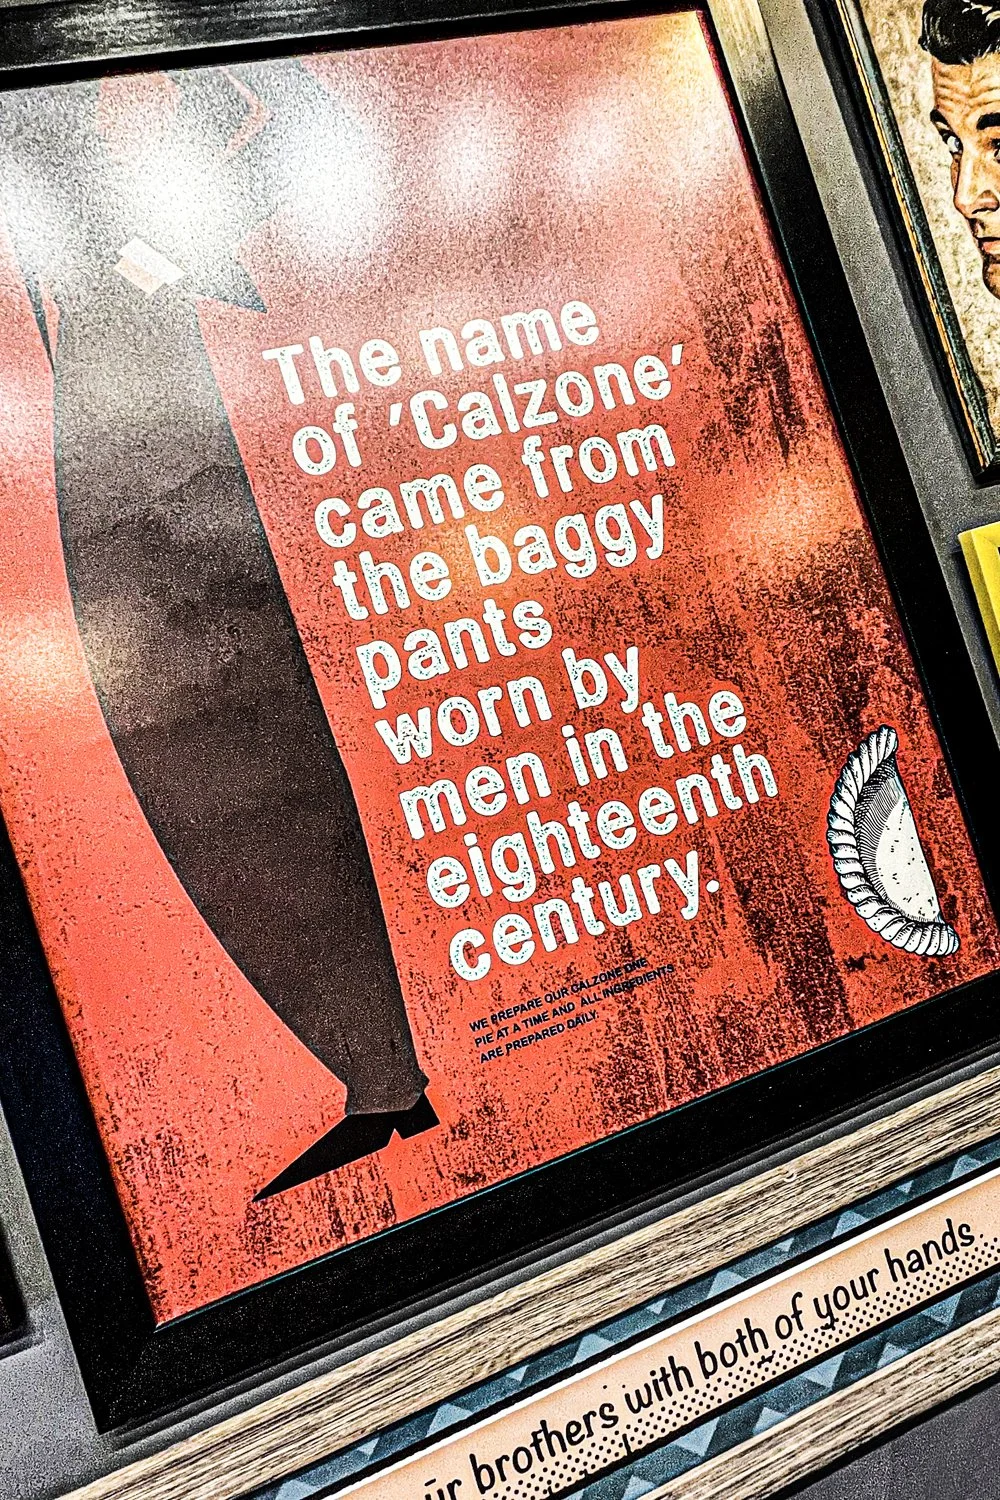 The name
of 'Calzone'
came from
the baggy
pants
worn by
men in the
eighteenth
century.
WE PREPARE OUR CALZONE ONE
PIE AT A TIME AND ALL INGREDIENTS
ARE PREPARED DAILY.
brothers with both of your hands.